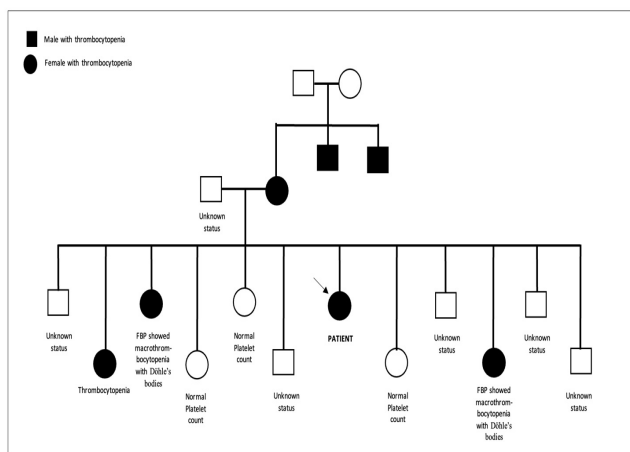 Male with thrombocytopenia
Female with thrombocytopenia
Unknown
status
Unknown
status
Thrombocytopenia
FBP showed
macrothrom-
bocytopenia
with Döhle's
bodies
Normal
Platelet
count
Normal
Platelet
count
Unknown
status
PATIENT
Normal
Platelet
count
Unknown
status
FBP showed
macrothrom-
bocytopenia
with Döhle's
bodies
Unknown
status
Unknown
status